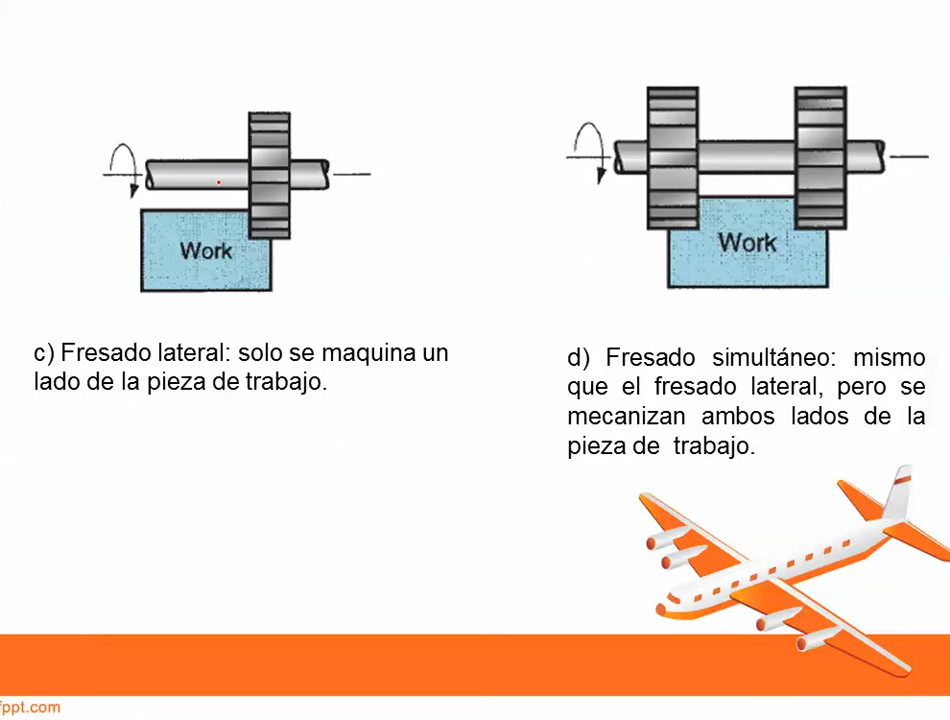 Work
Work
c) Fresado lateral: solo se maquina un
lado de la pieza de trabajo.
d) Fresado simultáneo: mismo
que el fresado lateral, pero se
mecanizan ambos lados de la
pieza de trabajo.
fppt.com